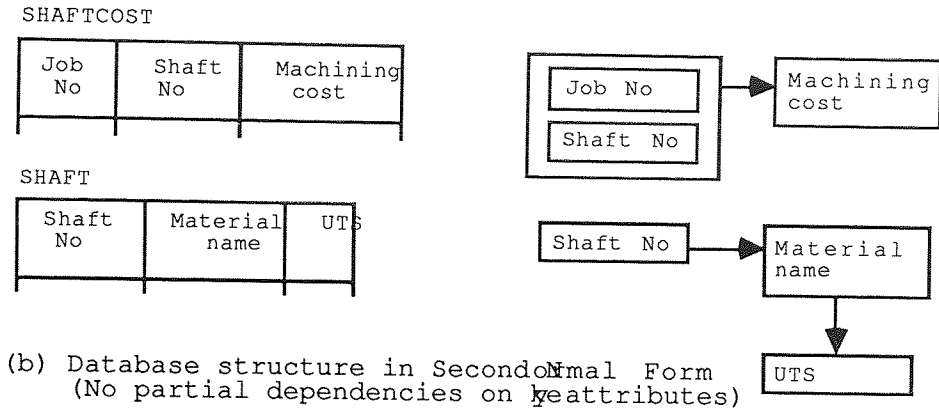 SHAFTCOST
Job No
Shaft No
Machining cost
Job No
Shaft No
Machining cost
SHAFT
Shaft No
Material name
UTS
Shaft No
Material name
UTS
(b) Database structure in Second Normal Form
(No partial dependencies on key attributes)